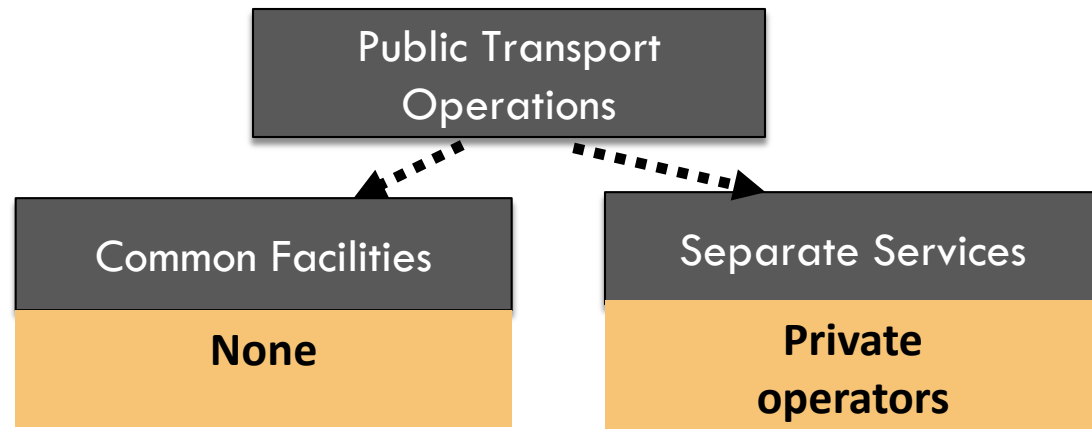 Public Transport
Operations
Common Facilities
Separate Services
None
Private
operators